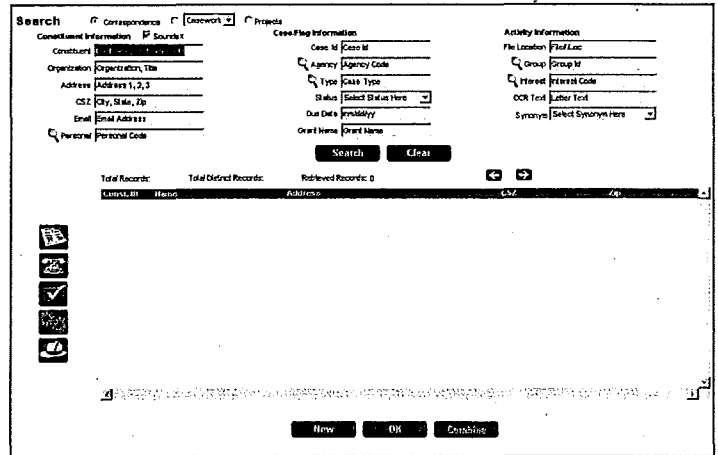 Search Correspondence Casework Projects
Constituent Information Soundex
Constituent
Organization Organization, Title
Address Address 1, 2, 3
CSZ City, State, Zip
Email Email Address
Personal Personal Code
Case/Flag Information
Case Id Case Id
Agency Agency Code
Type Case Type
Status Select Status Here
Due Date mm/dd/yy
Grant Name Grant Name
Activity Information
File Location File/Loc
Group Group Id
Interest Interest Code
OCR Text Letter Text
Synonym Select Synonym Here
Search Clear
Total Records: Total Distinct Records: Retrieved Records: 0
Const.ID Name Address CSZ Zip
New OK Combine